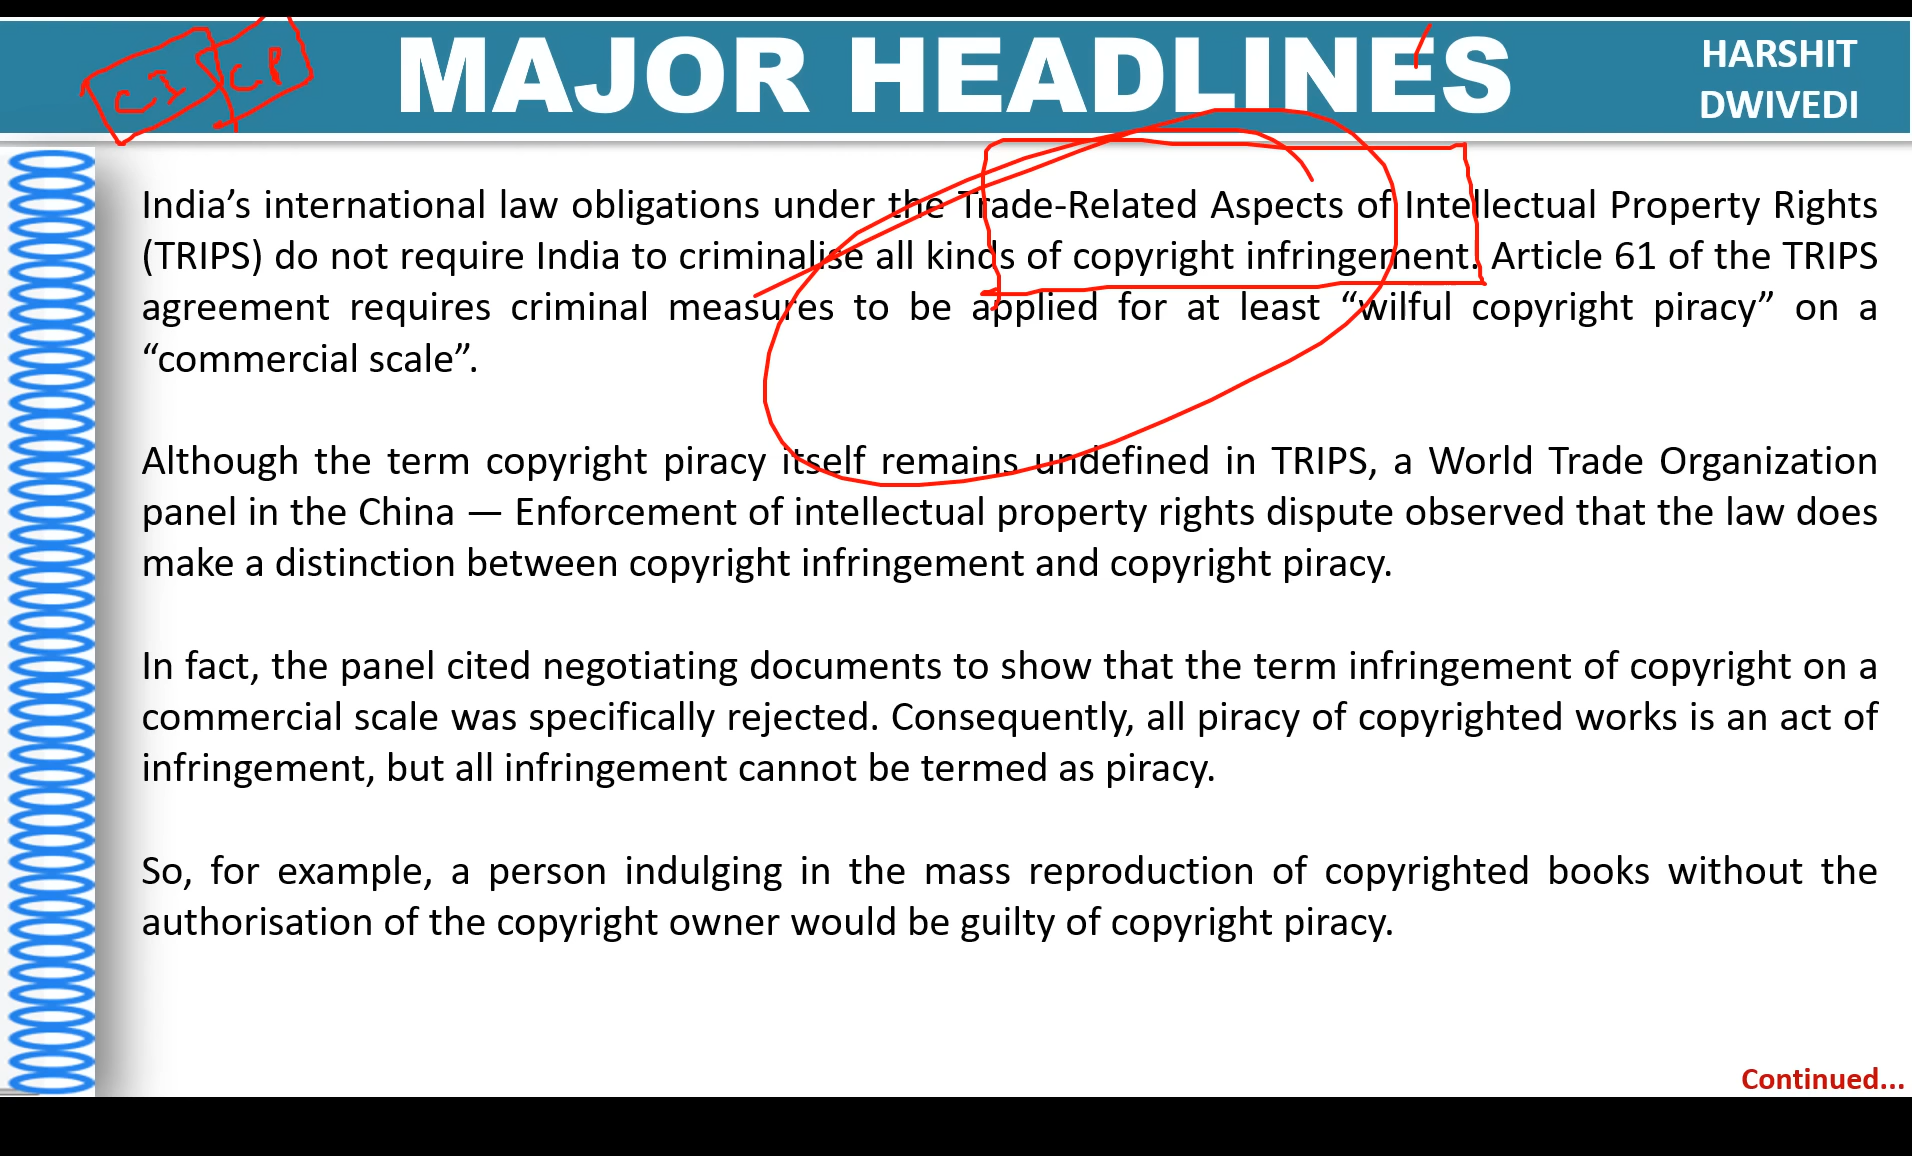 CI CP
MAJOR HEADLINES
HARSHIT
DWIVEDI
India’s international law obligations under the Trade-Related Aspects of Intellectual Property Rights
(TRIPS) do not require India to criminalise all kinds of copyright infringement. Article 61 of the TRIPS
agreement requires criminal measures to be applied for at least “wilful copyright piracy” on a
“commercial scale”.
Although the term copyright piracy itself remains undefined in TRIPS, a World Trade Organization
panel in the China — Enforcement of intellectual property rights dispute observed that the law does
make a distinction between copyright infringement and copyright piracy.
In fact, the panel cited negotiating documents to show that the term infringement of copyright on a
commercial scale was specifically rejected. Consequently, all piracy of copyrighted works is an act of
infringement, but all infringement cannot be termed as piracy.
So, for example, a person indulging in the mass reproduction of copyrighted books without the
authorisation of the copyright owner would be guilty of copyright piracy.
Continued...